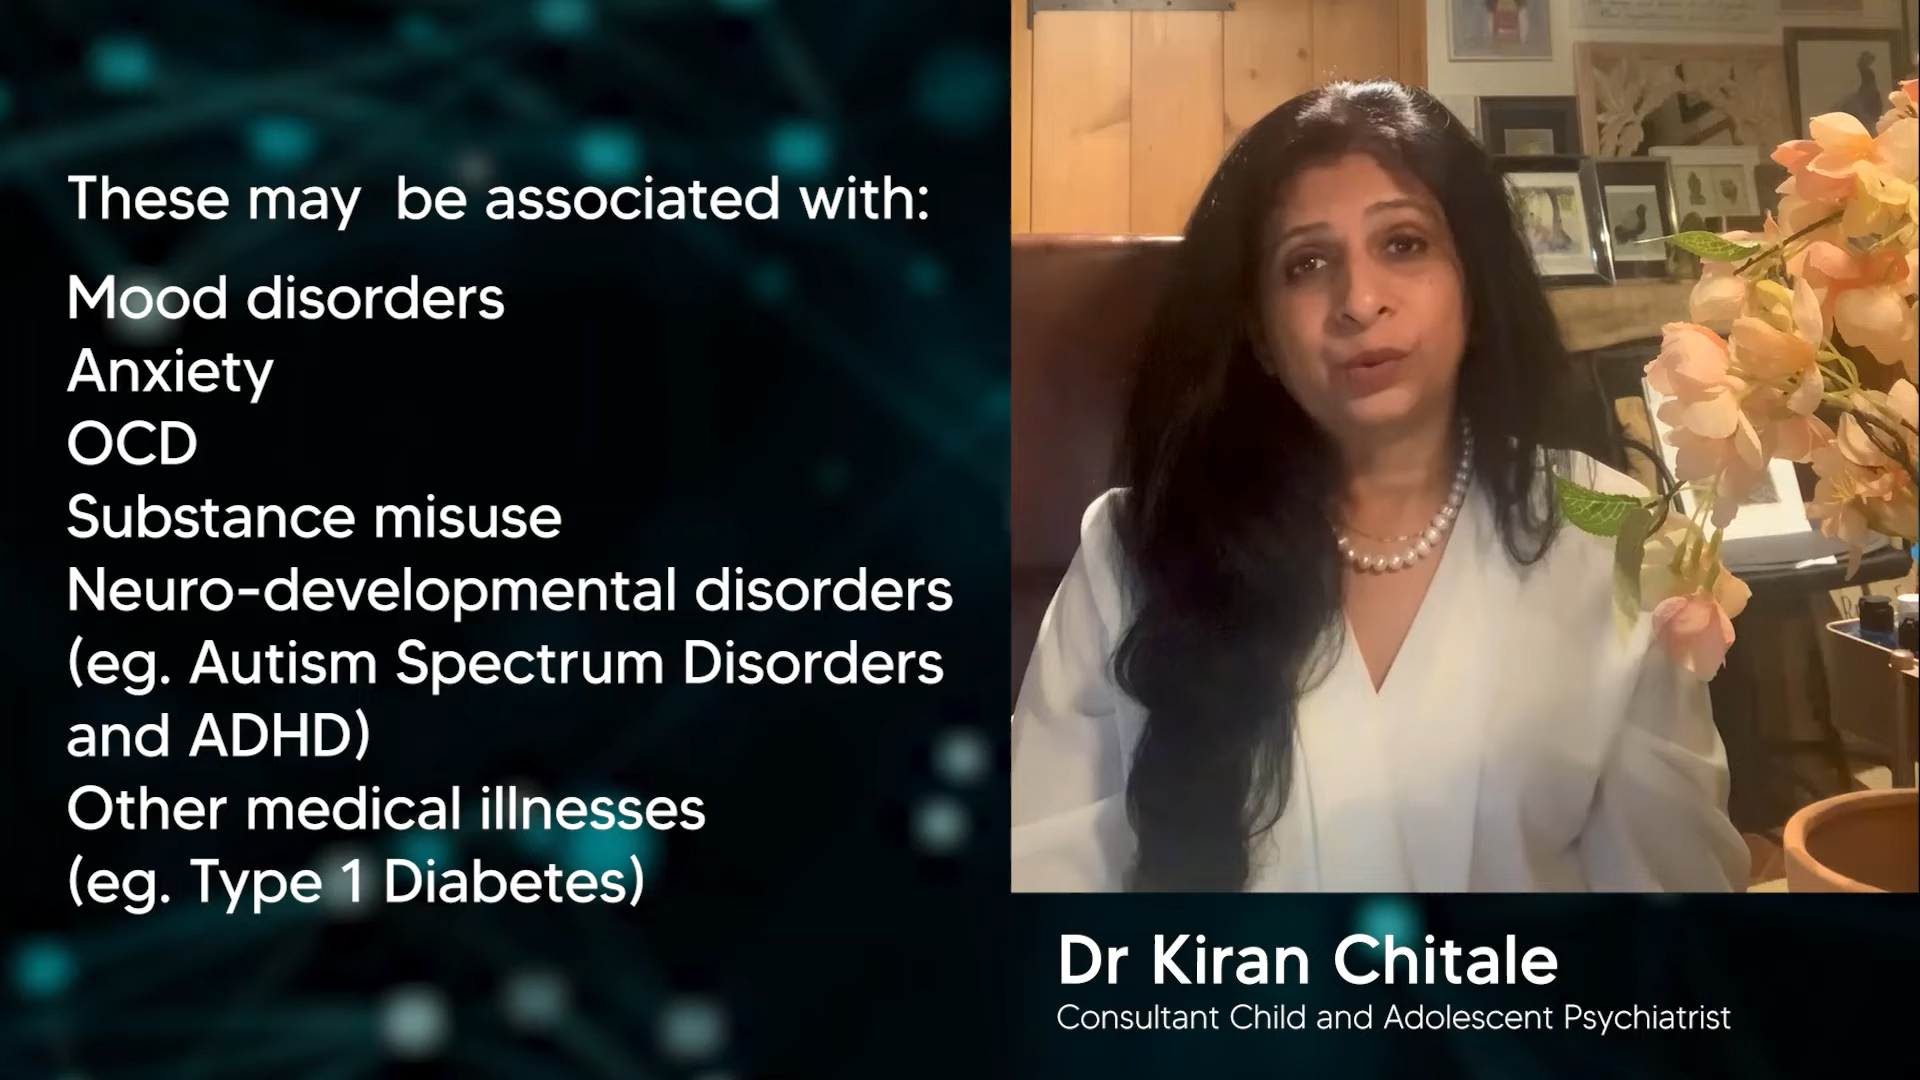 These may  be associated with:
Mood disorders
Anxiety
OCD
Substance misuse
Neuro-developmental disorders
(eg. Autism Spectrum Disorders
and ADHD)
Other medical illnesses
(eg. Type 1 Diabetes)
Dr Kiran Chitale
Consultant Child and Adolescent Psychiatrist